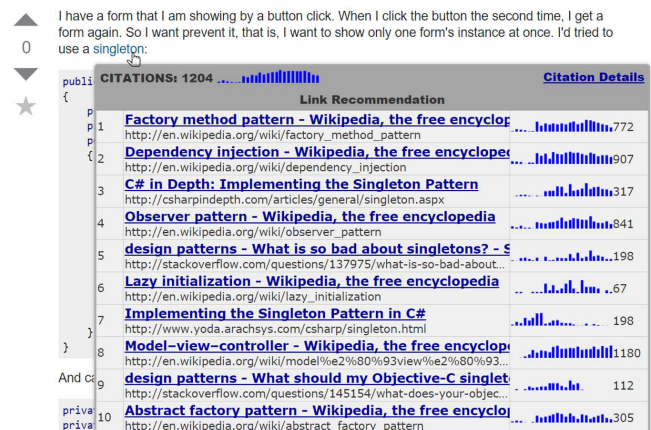 I have a form that I am showing by a button click. When I click the button the second time, I get a
form again. So I want prevent it, that is, I want to show only one form's instance at once. I'd tried to
0
use a singleton:
publi
{
CITATIONS: 1204
Citation Details
Link Recommendation
p
p
p
{
1
Factory method pattern - Wikipedia, the free encyclop
http://en.wikipedia.org/wiki/factory_method_pattern
772
2
Dependency injection - Wikipedia, the free encycloped
http://en.wikipedia.org/wiki/dependency_injection
907
3
C# in Depth: Implementing the Singleton Pattern
http://csharpindepth.com/articles/general/singleton.aspx
317
4
Observer pattern - Wikipedia, the free encyclopedia
http://en.wikipedia.org/wiki/observer_pattern
841
5
design patterns - What is so bad about singletons? - S
http://stackoverflow.com/questions/137975/what-is-so-bad-about...
198
6
Lazy initialization - Wikipedia, the free encyclopedia
http://en.wikipedia.org/wiki/lazy_initialization
67
7
Implementing the Singleton Pattern in C#
http://www.yoda.arachsys.com/csharp/singleton.html
198
}
}
8
Model–view–controller - Wikipedia, the free encyclope
http://en.wikipedia.org/wiki/model%e2%80%93view%e2%80%93...
1180
And ca
9
design patterns - What should my Objective-C singlet
http://stackoverflow.com/questions/145154/what-does-your-objec...
112
privat
privat
10
Abstract factory pattern - Wikipedia, the free encyclop
http://en.wikipedia.org/wiki/abstract_factory_pattern
305